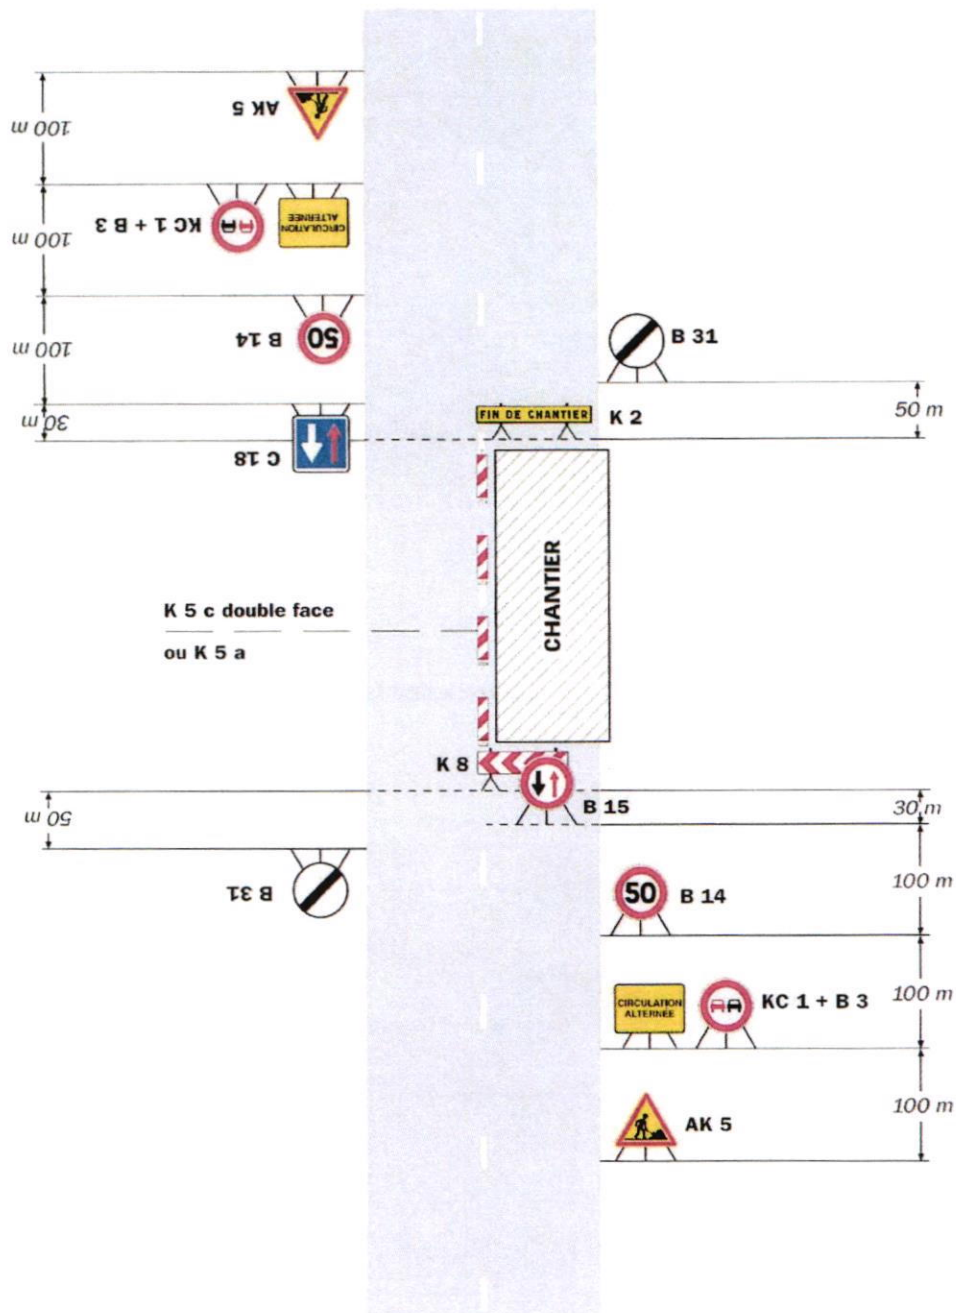 100 m
AK 5
100 m
KC 1 + B 3
CIRCULATION
ALTERNÉE
100 m
B 14
50
B 31
30 m
50 m
FIN DE CHANTIER
K 2
C 18
CHANTIER
K 5 c double face
ou K 5 a
K 8
B 15
50 m
30 m
B 31
50
B 14
100 m
CIRCULATION
ALTERNÉE
KC 1 + B 3
100 m
AK 5
100 m